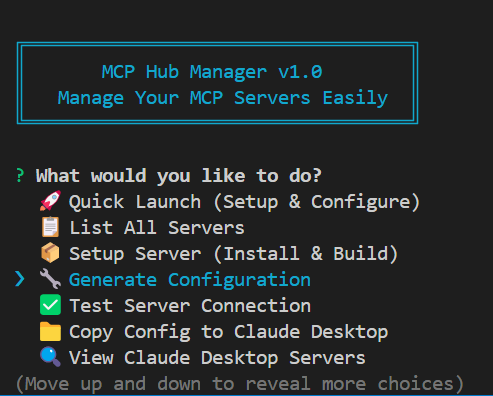 MCP Hub Manager v1.0
Manage Your MCP Servers Easily
? What would you like to do?
🚀 Quick Launch (Setup & Configure)
📋 List All Servers
📦 Setup Server (Install & Build)
❯ 🔧 Generate Configuration
✅ Test Server Connection
📁 Copy Config to Claude Desktop
🔍 View Claude Desktop Servers
(Move up and down to reveal more choices)